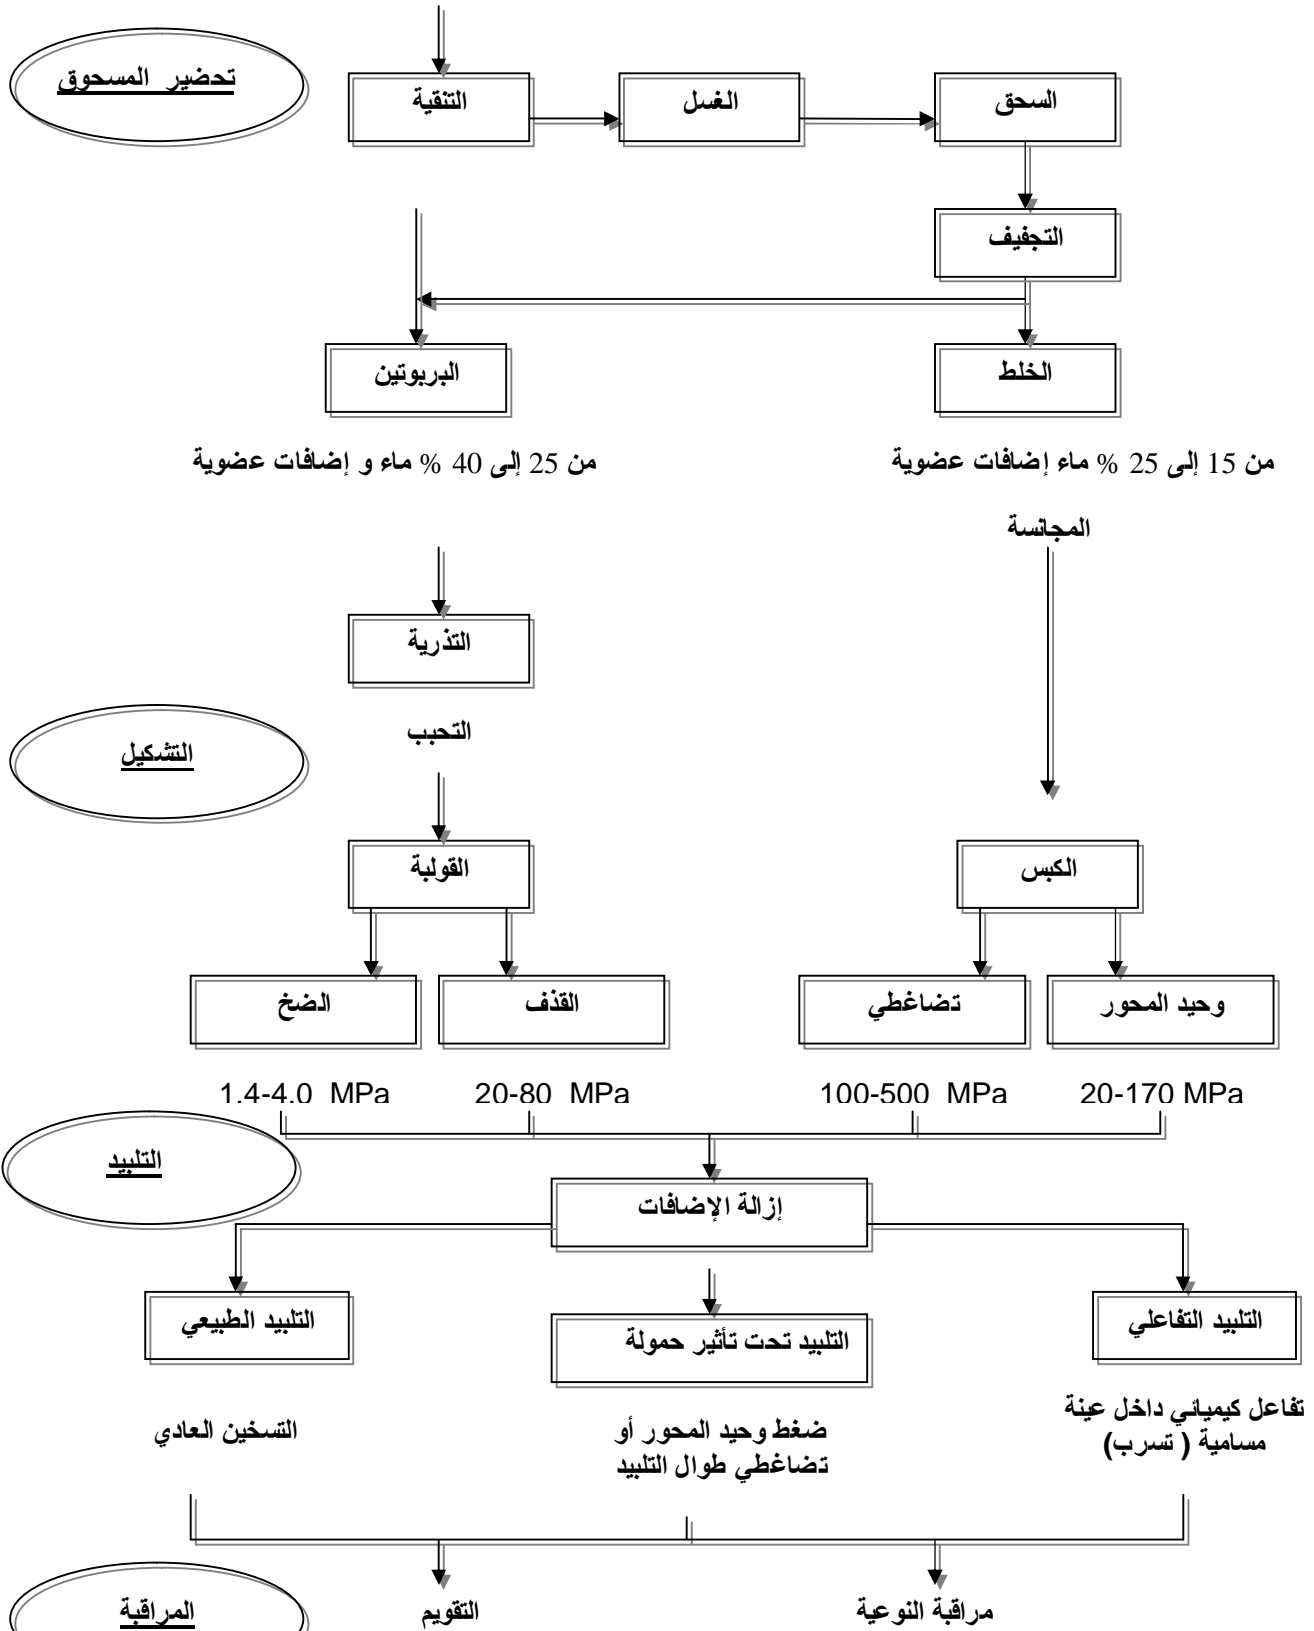 تحضير المسحوق
التنقية
الغسل
السحق
التجفيف
البربوتين
الخلط
من 25 إلى 40 % ماء و إضافات عضوية
من 15 إلى 25 % ماء إضافات عضوية
المجانسة
التذرية
التحبب
التشكيل
القولبة
الكبس
الضخ
القذف
تضاغطي
وحيد المحور
1.4-4.0 MPa
20-80 MPa
100-500 MPa
20-170 MPa
التلبيد
إزالة الإضافات
التلبيد الطبيعي
التلبيد تحت تأثير حمولة
التلبيد التفاعلي
التسخين العادي
ضغط وحيد المحور أو
تضاغطي طوال التلبيد
تفاعل كيميائي داخل عينة
مسامية ( تسرب)
المراقبة
التقويم
مراقبة النوعية